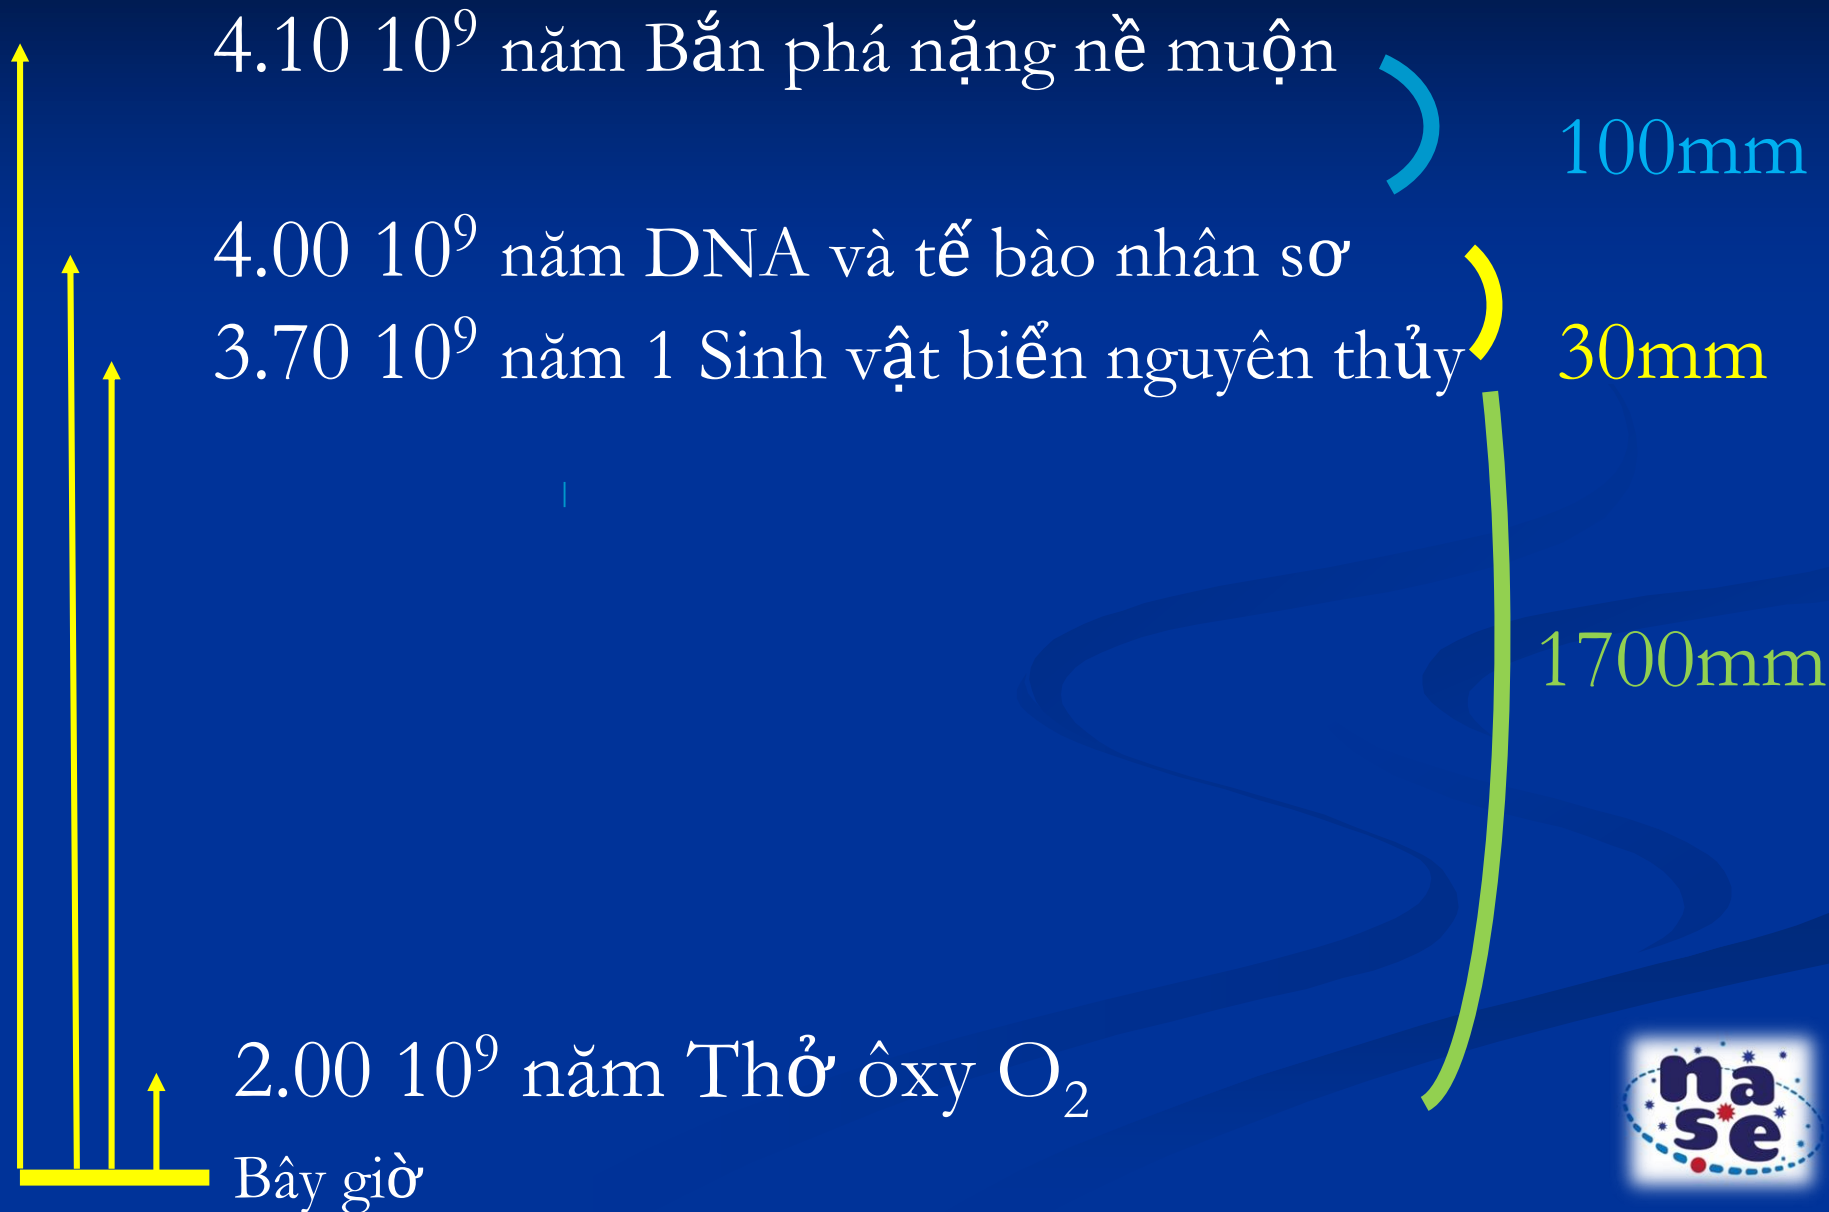 4.10 10⁹ năm Bắn phá nặng nề muộn
100mm
4.00 10⁹ năm DNA và tế bào nhân sơ
3.70 10⁹ năm 1 Sinh vật biển nguyên thủy
30mm
1700mm
2.00 10⁹ năm Thở ôxy O₂
Bây giờ
na
se